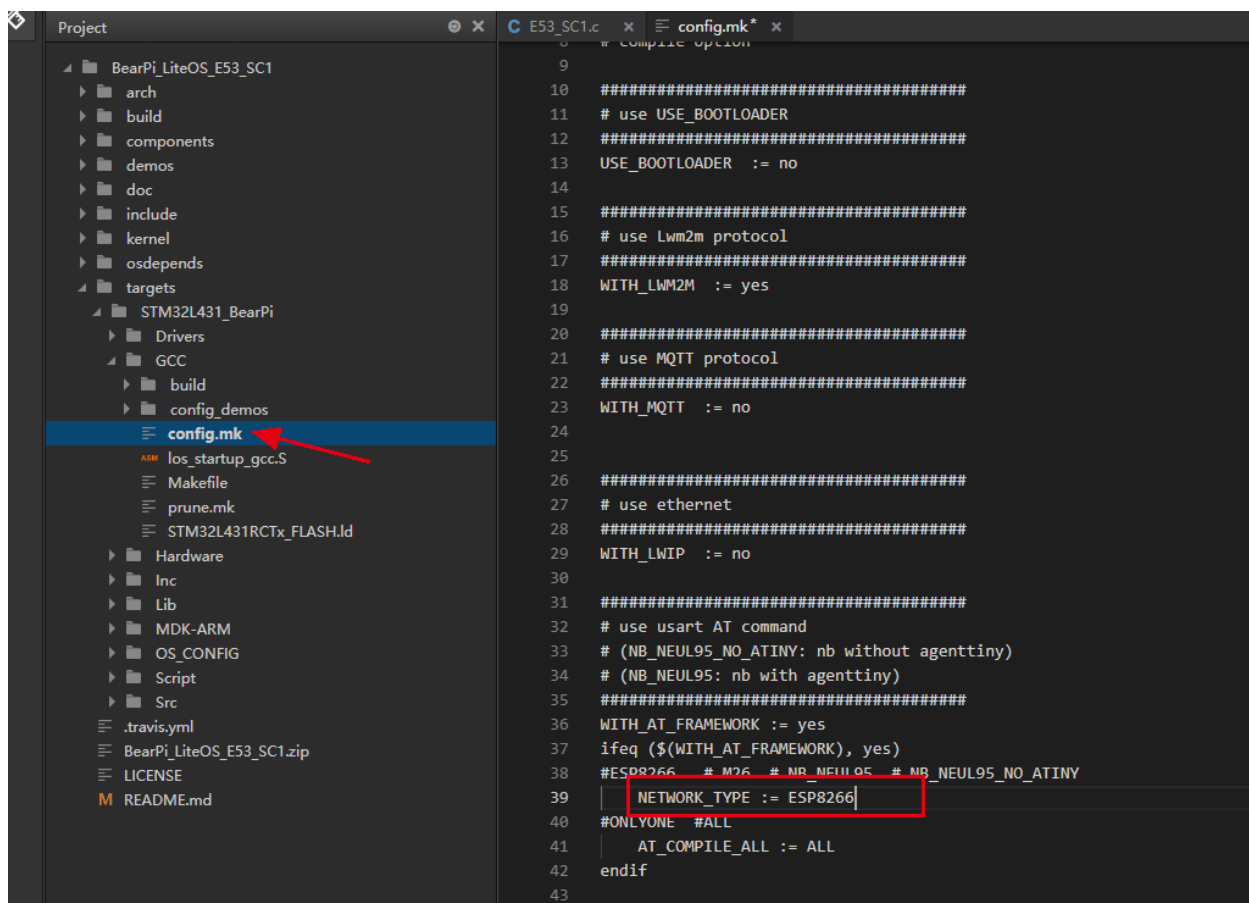 Project
BearPi_LiteOS_E53_SC1
arch
build
components
demos
doc
include
kernel
osdepends
targets
STM32L431_BearPi
Drivers
GCC
build
config_demos
config.mk
ASM los_startup_gcc.S
Makefile
prune.mk
STM32L431RCTx_FLASH.ld
Hardware
Inc
Lib
MDK-ARM
OS_CONFIG
Script
Src
.travis.yml
BearPi_LiteOS_E53_SC1.zip
LICENSE
M README.md
C E53_SC1.c × config.mk* ×
8 # compile option
9
10 #######################################
11 # use USE_BOOTLOADER
12 #######################################
13 USE_BOOTLOADER := no
14
15 #######################################
16 # use Lwm2m protocol
17 #######################################
18 WITH_LWM2M := yes
19
20 #######################################
21 # use MQTT protocol
22 #######################################
23 WITH_MQTT := no
24
25
26 #######################################
27 # use ethernet
28 #######################################
29 WITH_LWIP := no
30
31 #######################################
32 # use usart AT command
33 # (NB_NEUL95_NO_ATINY: nb without agenttiny)
34 # (NB_NEUL95: nb with agenttiny)
35 #######################################
36 WITH_AT_FRAMEWORK := yes
37 ifeq ($(WITH_AT_FRAMEWORK), yes)
38 #ESP8266 # M26 # NB_NEUL95 # NB_NEUL95_NO_ATINY
39 NETWORK_TYPE := ESP8266
40 #ONLYONE #ALL
41 AT_COMPILE_ALL := ALL
42 endif
43